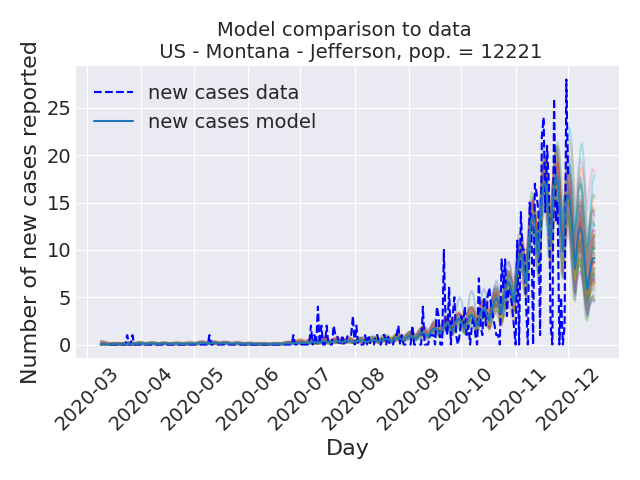 Model comparison to data
US - Montana - Jefferson, pop. = 12221
Number of new cases reported
25
20
15
10
5
0
new cases data
new cases model
2020-03
2020-04
2020-05
2020-06
2020-07
2020-08
2020-09
2020-10
2020-11
2020-12
Day